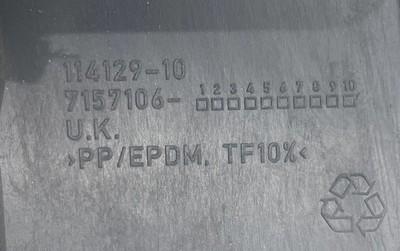 114129-10
7157106- 1 2 3 4 5 6 7 8 9 10
U.K.
>PP/EPDM, TF10%<